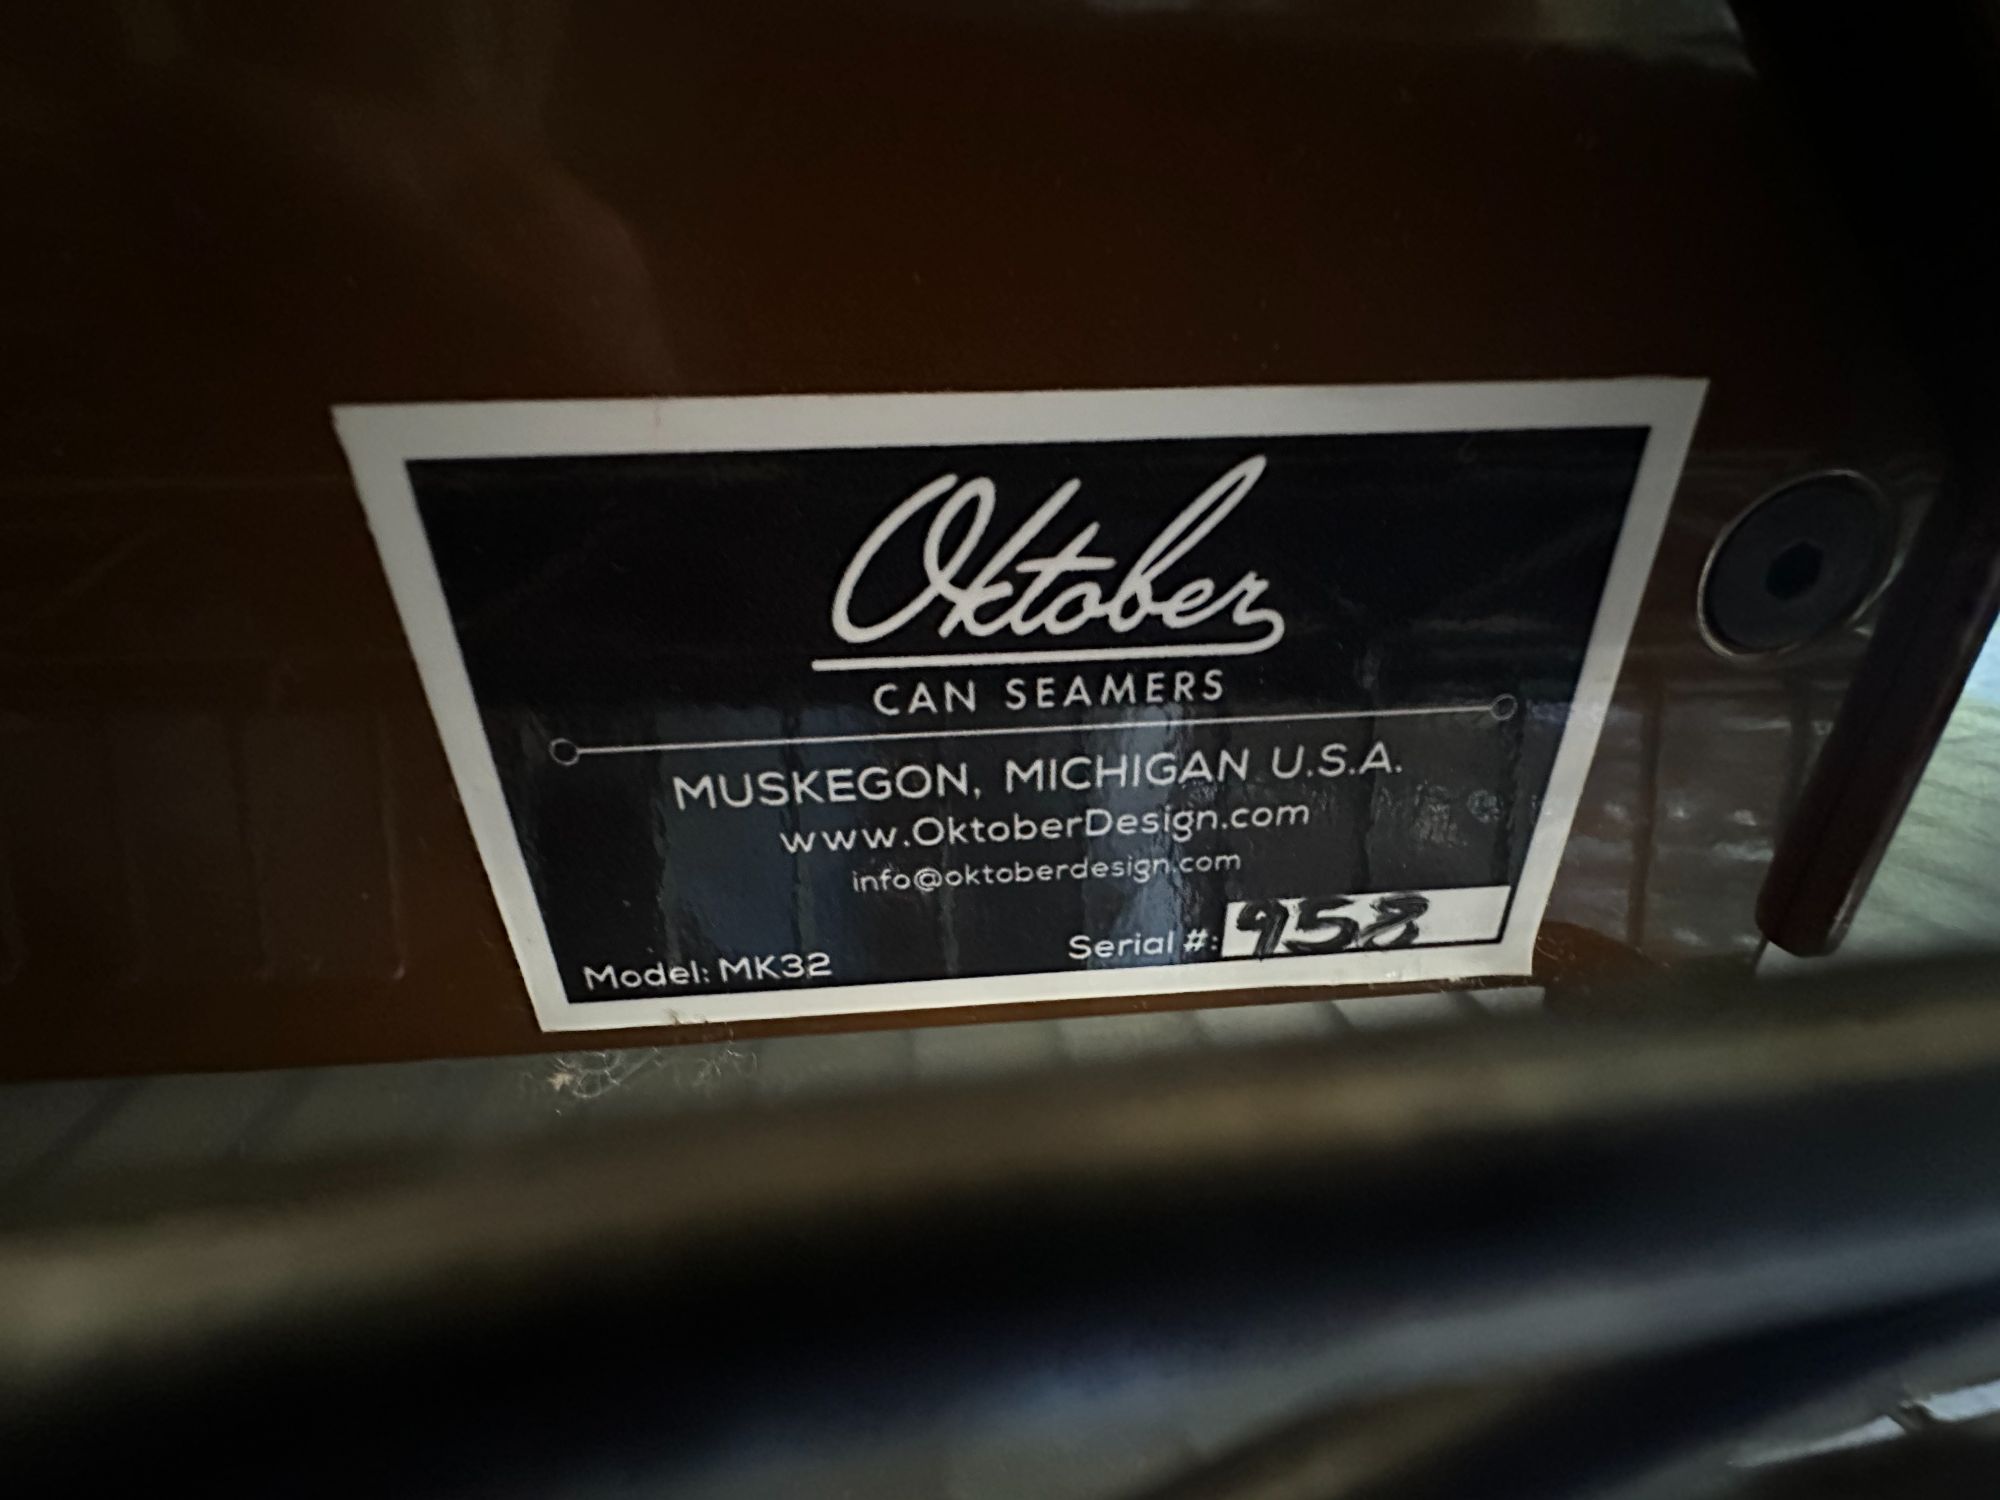 Oktober
CAN SEAMERS
MUSKEGON, MICHIGAN U.S.A.
www.OktoberDesign.com
info@oktoberdesign.com
Model: MK32 Serial #: 958